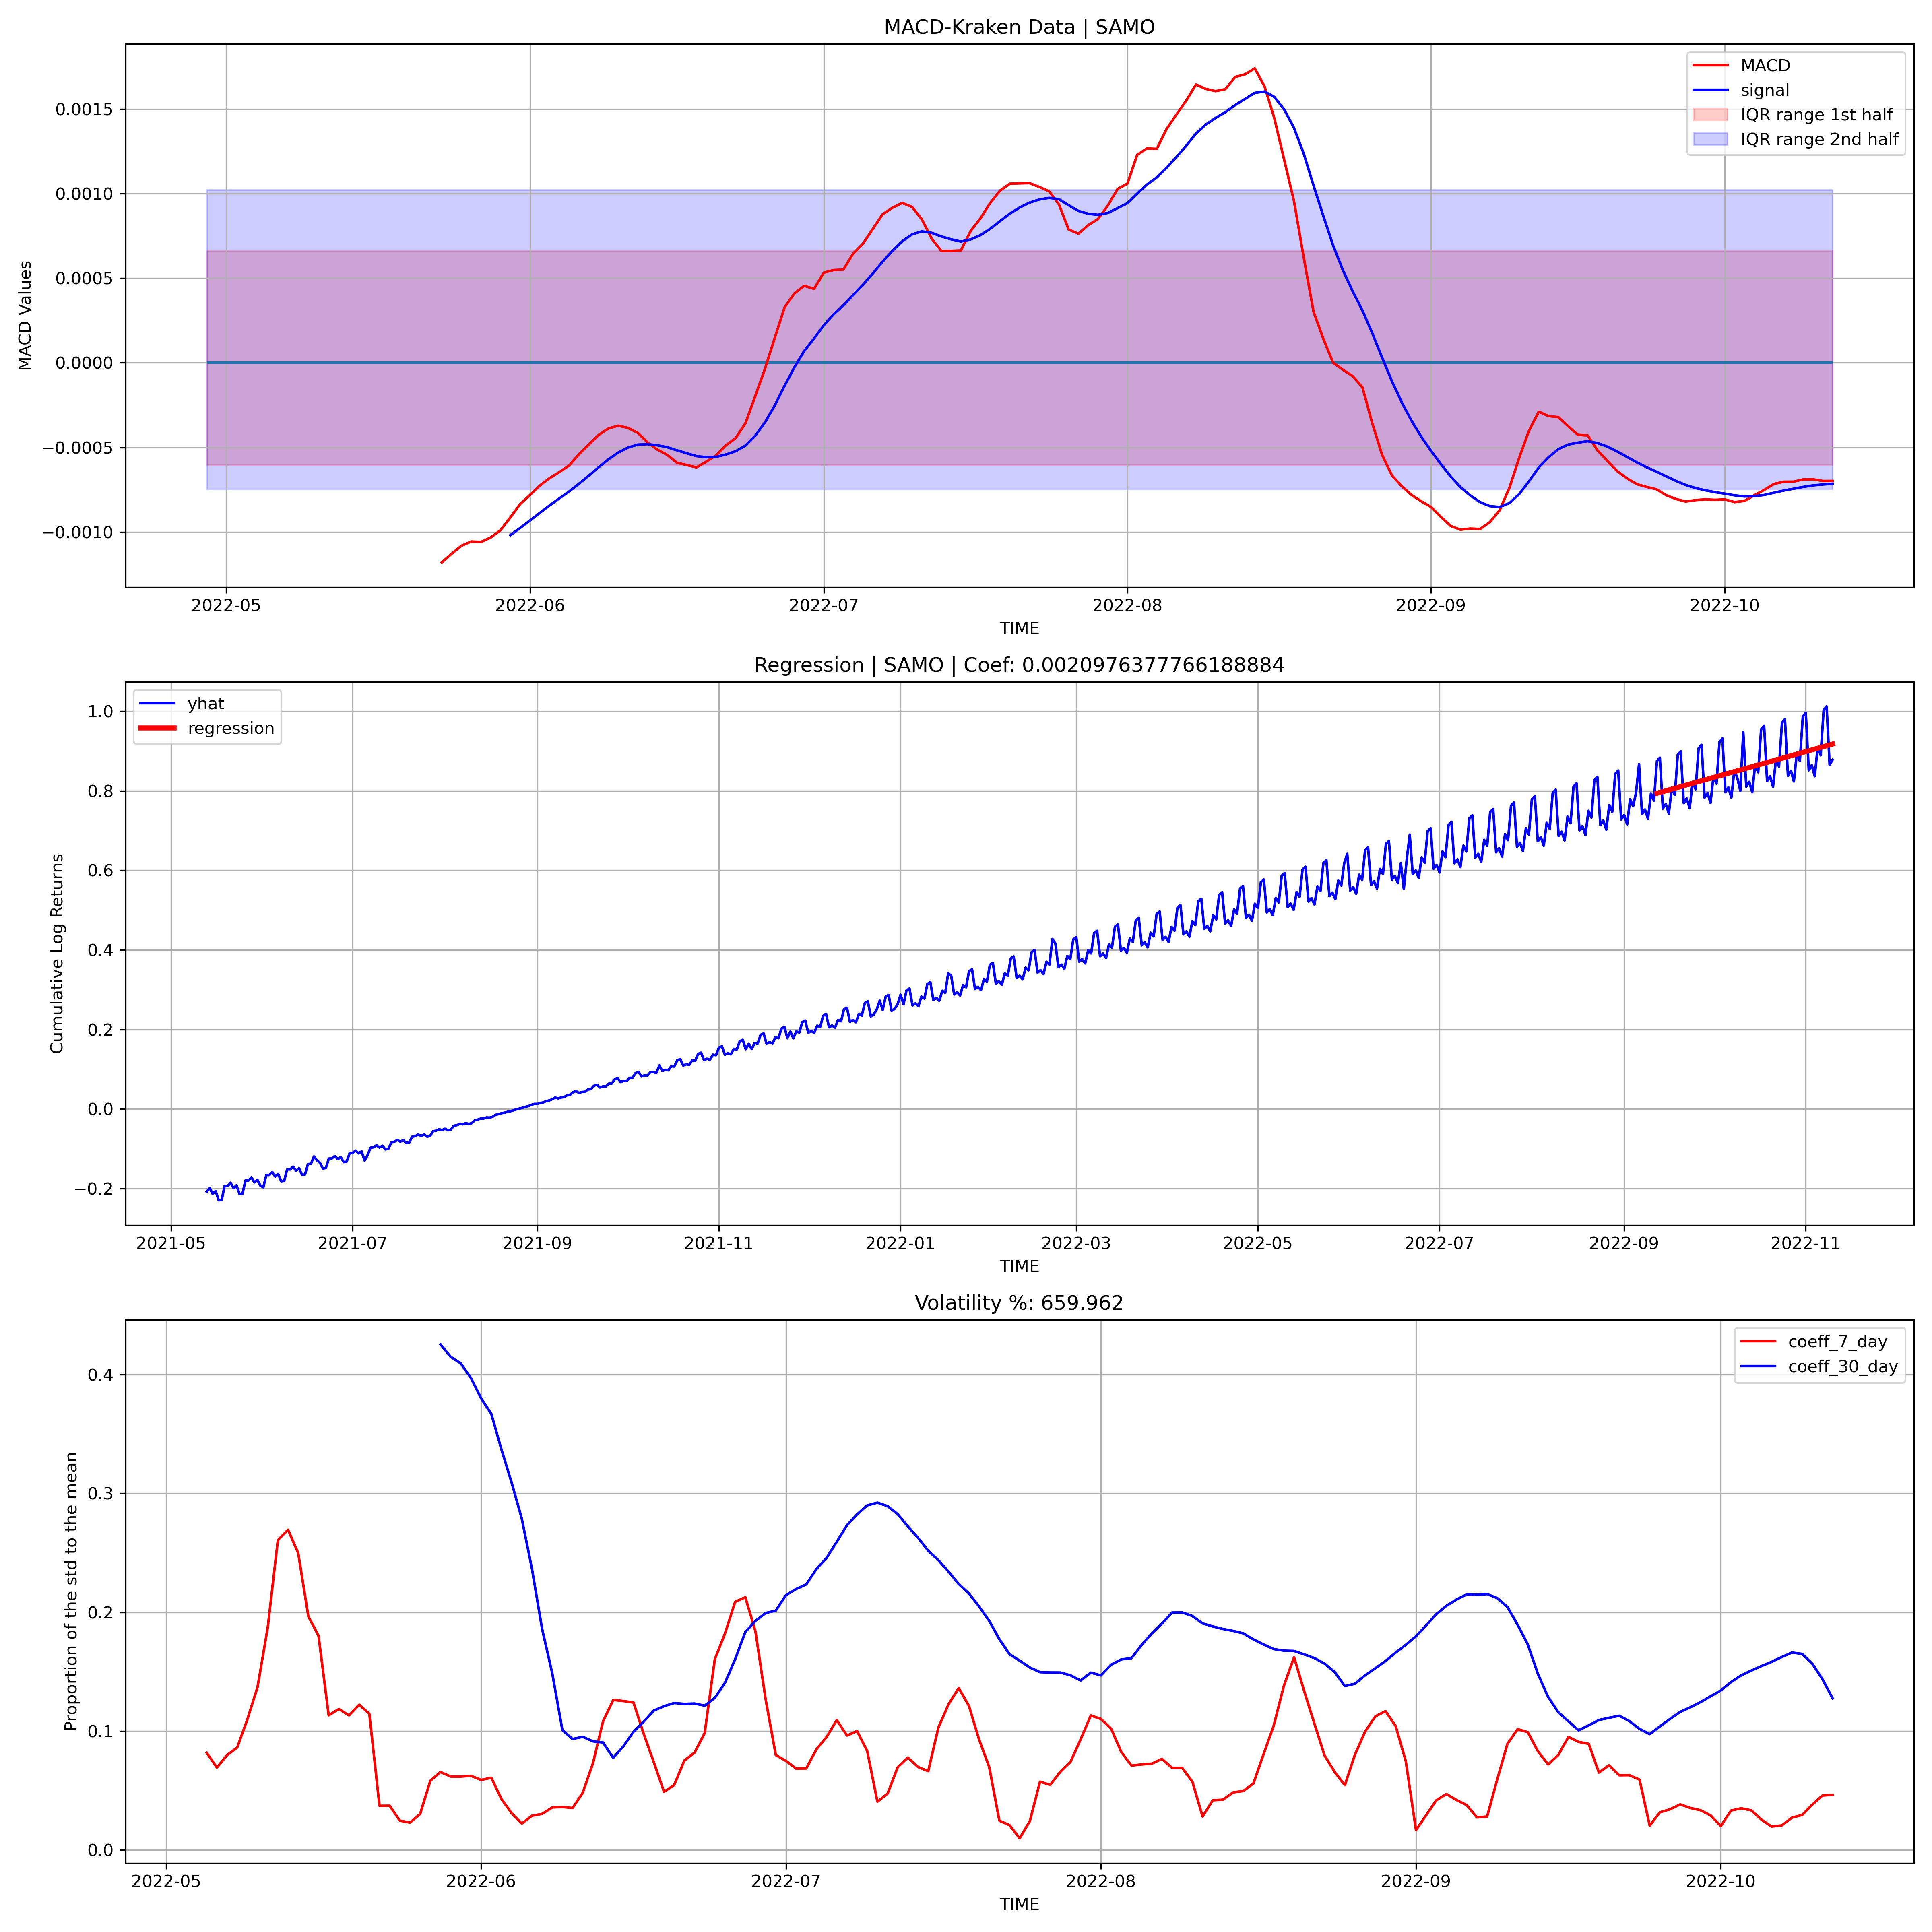 MACD-Kraken Data | SAMO
MACD
signal
IQR range 1st half
IQR range 2nd half
MACD Values
0.0015
0.0010
0.0005
0.0000
−0.0005
−0.0010
2022-05 2022-06 2022-07 2022-08 2022-09 2022-10
TIME
Regression | SAMO | Coef: 0.0020976377766188884
yhat
regression
Cumulative Log Returns
1.0
0.8
0.6
0.4
0.2
0.0
−0.2
2021-05 2021-07 2021-09 2021-11 2022-01 2022-03 2022-05 2022-07 2022-09 2022-11
TIME
Volatility %: 659.962
coeff_7_day
coeff_30_day
Proportion of the std to the mean
0.4
0.3
0.2
0.1
0.0
2022-05 2022-06 2022-07 2022-08 2022-09 2022-10
TIME